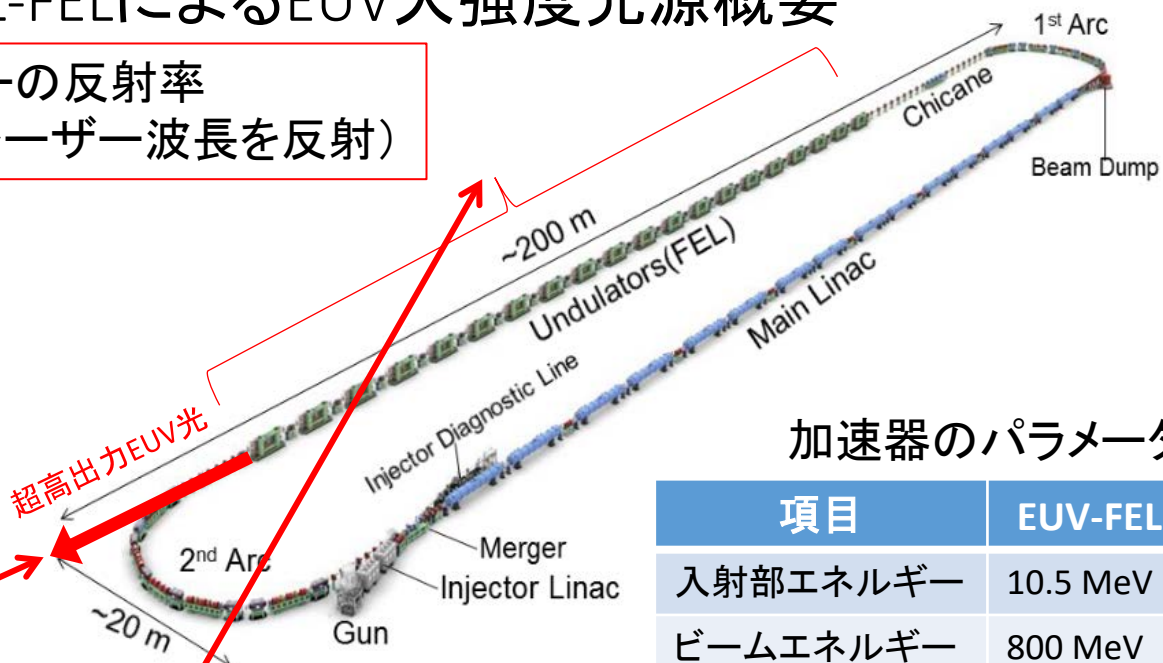 -FELによるEUV大強度光源概要
ーの反射率
ーザー波長を反射)
1st Arc
Chicane
Beam Dump
~200 m
Undulators(FEL)
Main Linac
Injector Diagnostic Line
超高出力EUV光
2nd Arc
Merger
Injector Linac
Gun
~20 m
加速器のパラメータ
項目 EUV-FEL
入射部エネルギー 10.5 MeV
ビームエネルギー 800 MeV